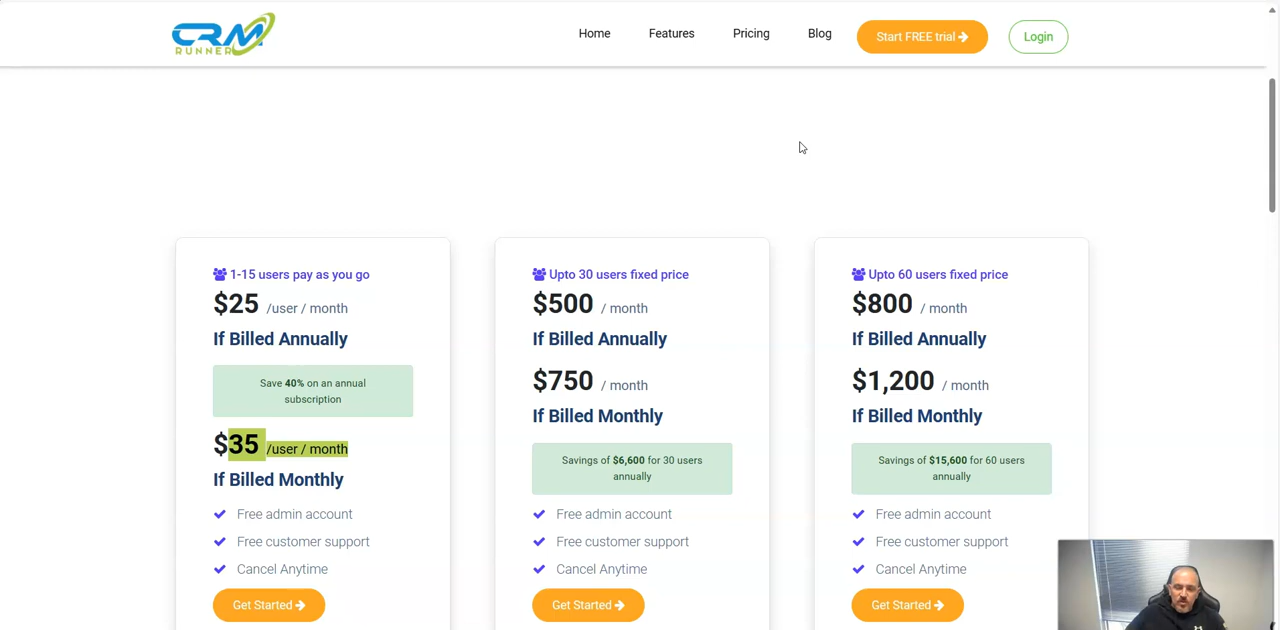 CRM
RUNNER
Home
Features
Pricing
Blog
Start FREE trial
Login
1-15 users pay as you go
$25 /user / month
If Billed Annually
Save 40% on an annual
subscription
$35 /user / month
If Billed Monthly
Free admin account
Free customer support
Cancel Anytime
Get Started
Upto 30 users fixed price
$500 / month
If Billed Annually
$750 / month
If Billed Monthly
Savings of $6,600 for 30 users
annually
Free admin account
Free customer support
Cancel Anytime
Get Started
Upto 60 users fixed price
$800 / month
If Billed Annually
$1,200 / month
If Billed Monthly
Savings of $15,600 for 60 users
annually
Free admin account
Free customer support
Cancel Anytime
Get Started